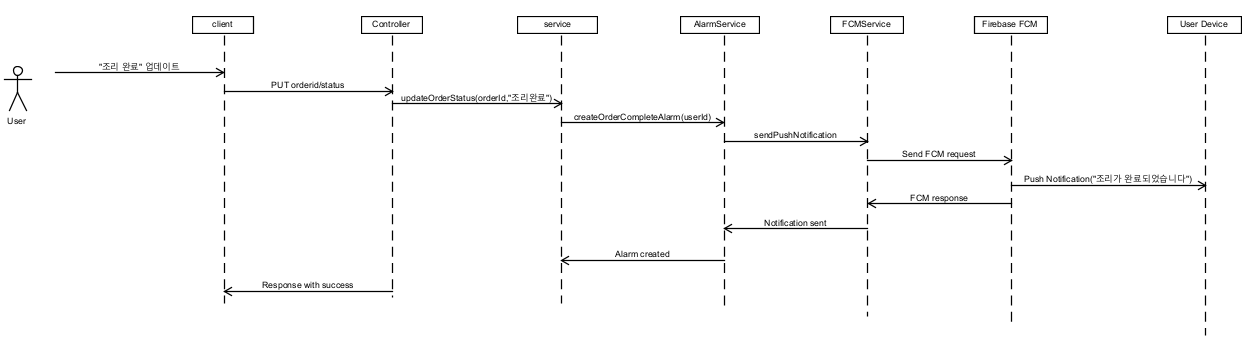 client
Controller
service
AlarmService
FCMService
Firebase FCM
User Device
"조리 완료" 업데이트
User
PUT orderid/status
updateOrderStatus(orderId,"조리완료")
createOrderCompleteAlarm(userId)
sendPushNotification
Send FCM request
Push Notification("조리가 완료되었습니다")
FCM response
Notification sent
Alarm created
Response with success